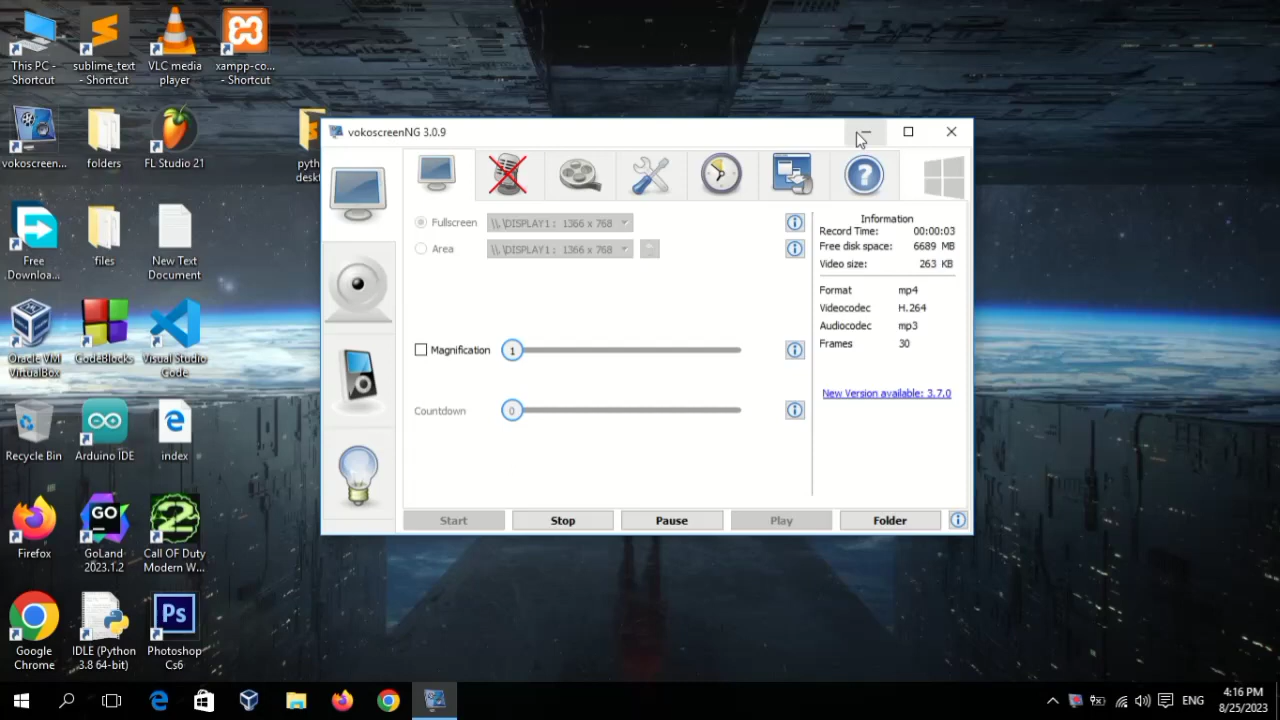 This PC - Shortcut
sublime_text - Shortcut
VLC media player
xampp-co... - Shortcut
vokoscreen...
folders
FL Studio 21
pyth
desk
Free Downloa...
files
New Text Document
Oracle VM VirtualBox
CodeBlocks
Visual Studio Code
Recycle Bin
Arduino IDE
index
Firefox
GoLand 2023.1.2
Call OF Duty Modern W...
Google Chrome
IDLE (Python 3.8 64-bit)
Photoshop Cs6
GO
2
Ps
vokoscreenNG 3.0.9
Fullscreen
\\.\DISPLAY1 : 1366 x 768
Area
\\.\DISPLAY1 : 1366 x 768
Magnification
1
Countdown
0
Information
Record Time: 00:00:03
Free disk space: 6689 MB
Video size: 263 KB
Format mp4
Videocodec H.264
Audiocodec mp3
Frames 30
New Version available: 3.7.0
Start
Stop
Pause
Play
Folder
ENG
4:16 PM
8/25/2023